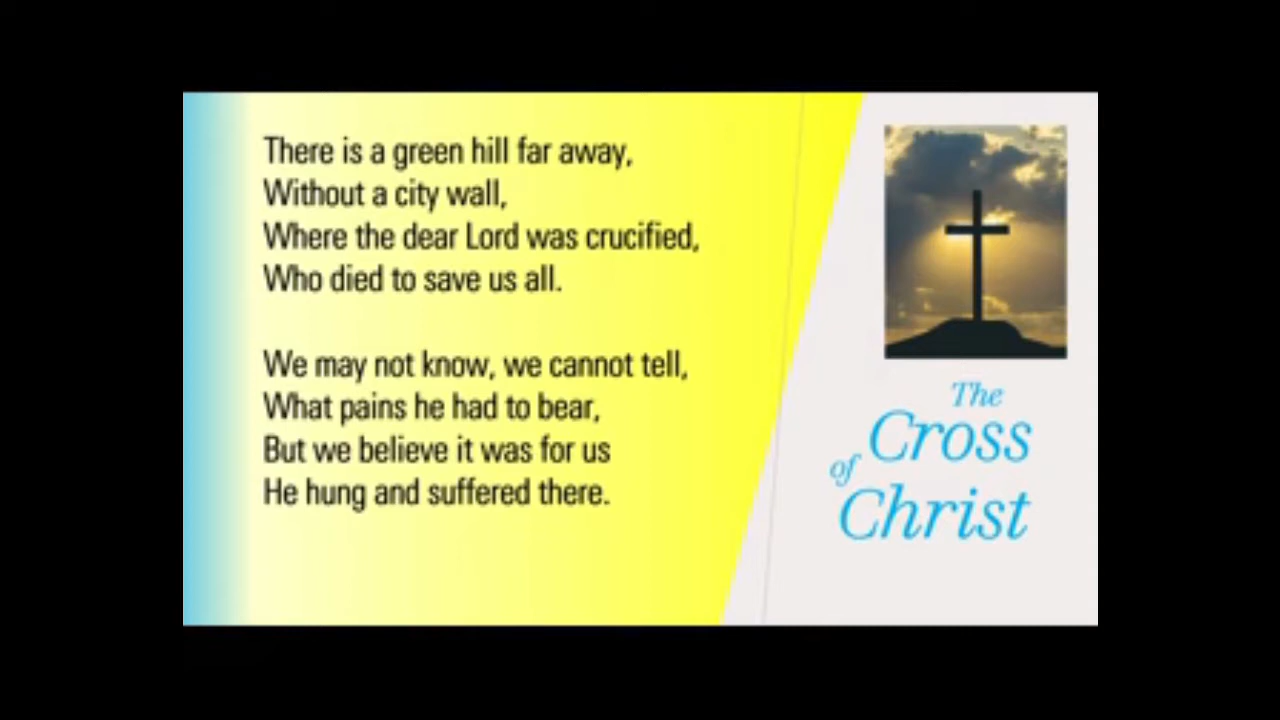 There is a green hill far away,
Without a city wall,
Where the dear Lord was crucified,
Who died to save us all.
We may not know, we cannot tell,
What pains he had to bear,
But we believe it was for us
He hung and suffered there.
The
Cross
of
Christ